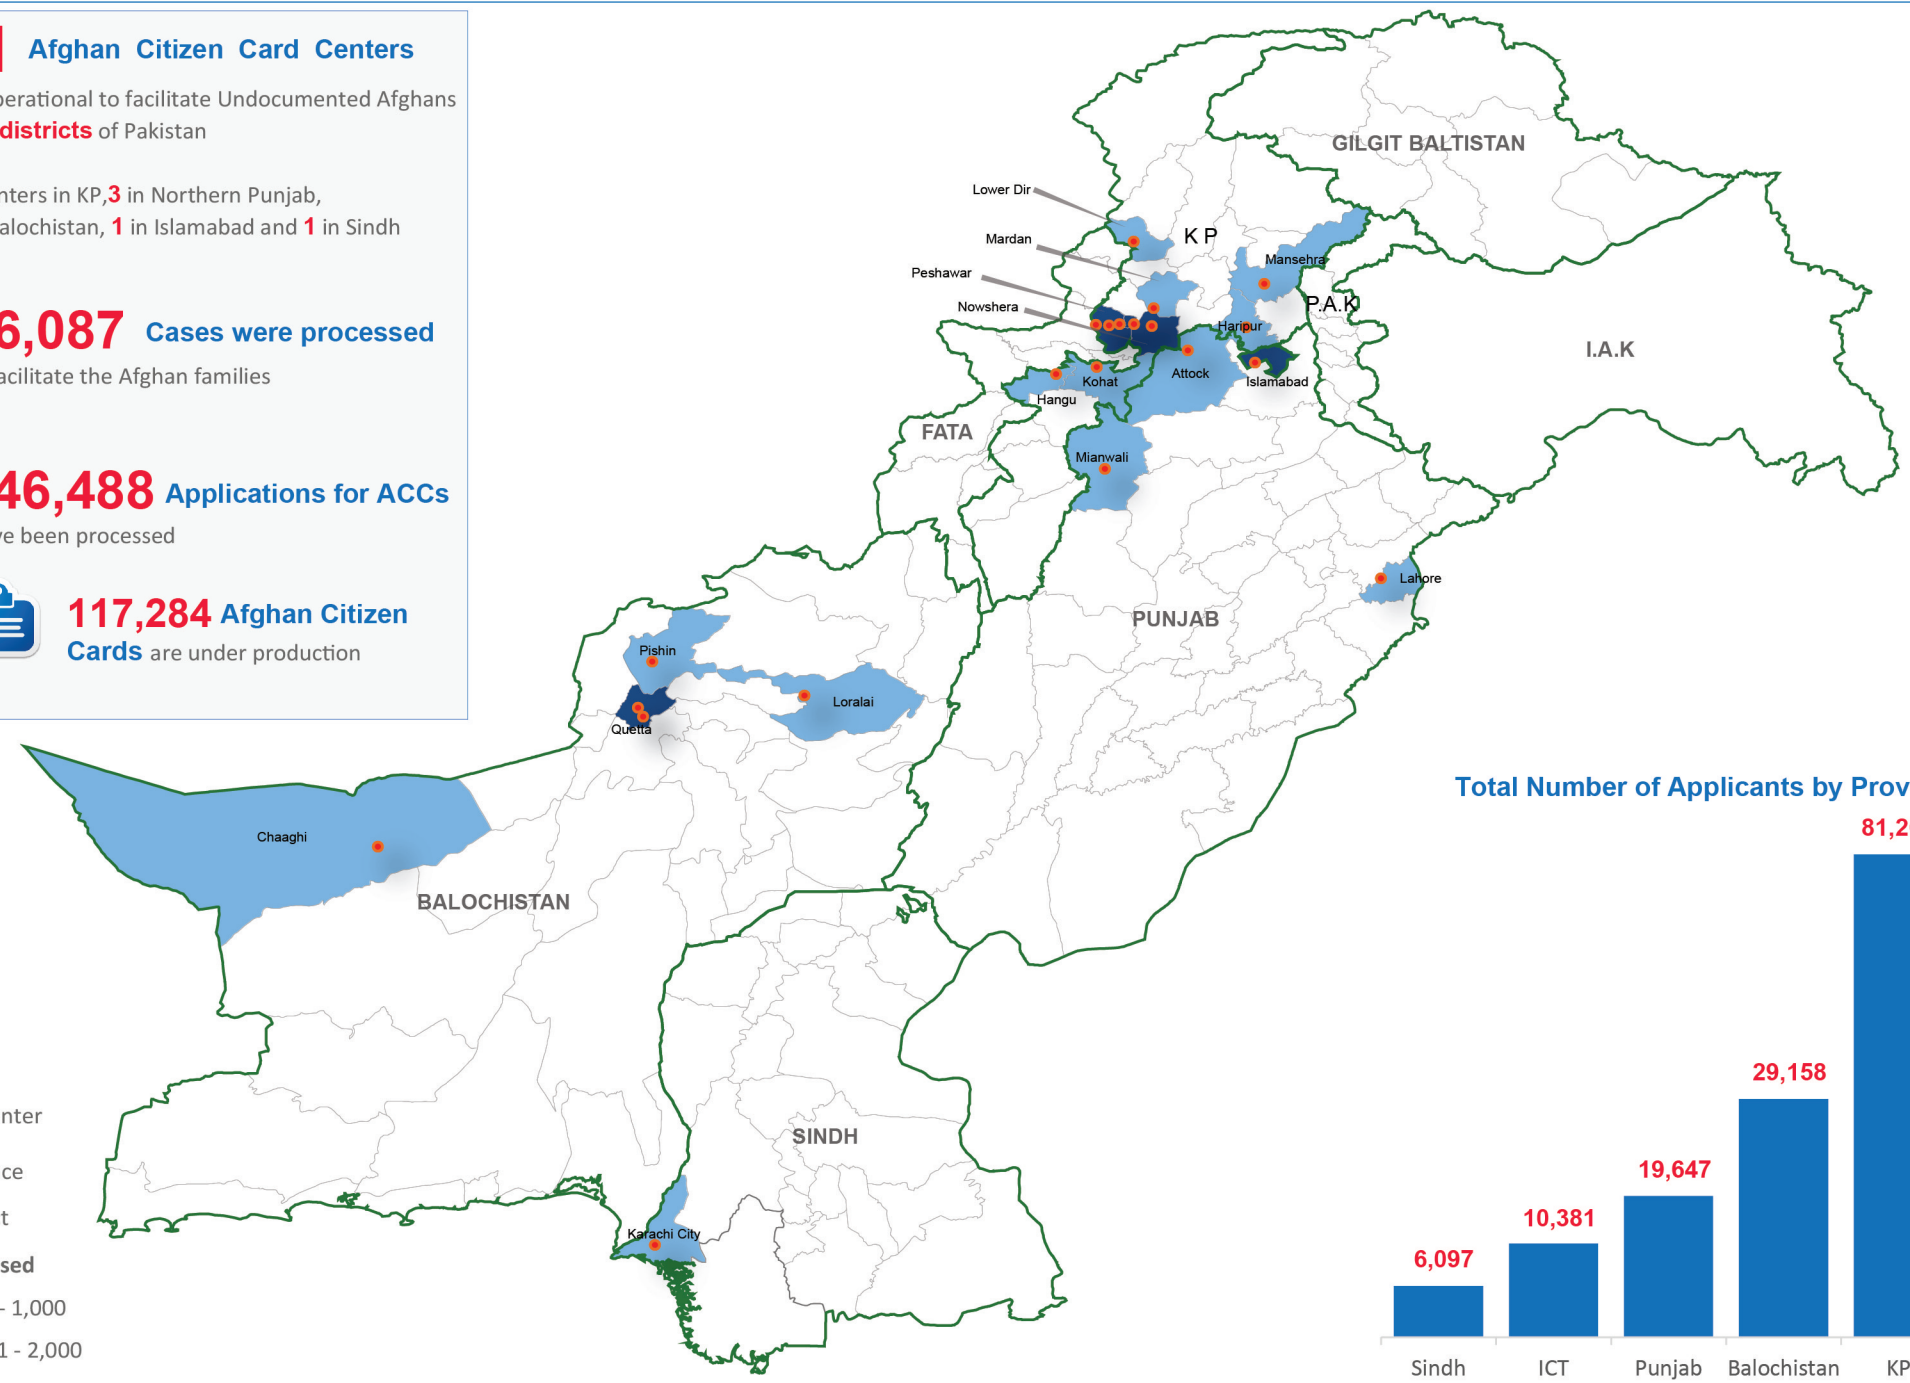 Afghan Citizen Card Centers
perational to facilitate Undocumented Afghans
districts of Pakistan
nters in KP,3 in Northern Punjab,
alochistan, 1 in Islamabad and 1 in Sindh
6,087 Cases were processed
acilitate the Afghan families
46,488 Applications for ACCs
ve been processed
117,284 Afghan Citizen
Cards are under production
GILGIT BALTISTAN
Lower Dir
K P
Mardan
Mansehra
Peshawar
P.A.K
Nowshera
Haripur
I.A.K
Attock
Kohat
Islamabad
Hangu
FATA
Mianwali
Lahore
PUNJAB
Pishin
Loralai
Quetta
Chaaghi
BALOCHISTAN
SINDH
Karachi City
nter
ce
ct
sed
- 1,000
1 - 2,000
Total Number of Applicants by Prov
81,2
29,158
19,647
10,381
6,097
Sindh
ICT
Punjab
Balochistan
KP